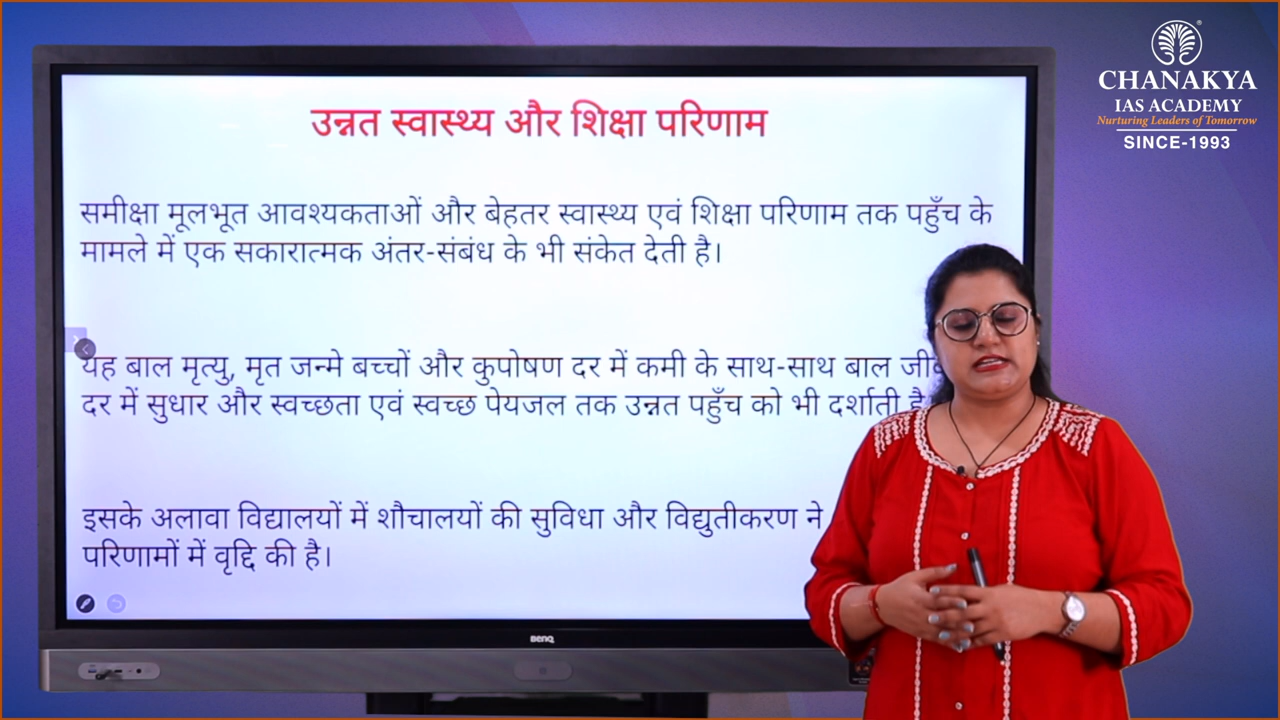 उन्नत स्वास्थ्य और शिक्षा परिणाम
समीक्षा मूलभूत आवश्यकताओं और बेहतर स्वास्थ्य एवं शिक्षा परिणाम तक पहुँच के
मामले में एक सकारात्मक अंतर-संबंध के भी संकेत देती है।
यह बाल मृत्यु, मृत जन्मे बच्चों और कुपोषण दर में कमी के साथ-साथ बाल
दर में सुधार और स्वच्छता एवं स्वच्छ पेयजल तक उन्नत पहुँच को भी दर्शाती है
इसके अलावा विद्यालयों में शौचालयों की सुविधा और विद्युतीकरण ने
परिणामों में वृद्दि की है।
BenQ
CHANAKYA
IAS ACADEMY
Nurturing Leaders of Tomorrow
SINCE-1993